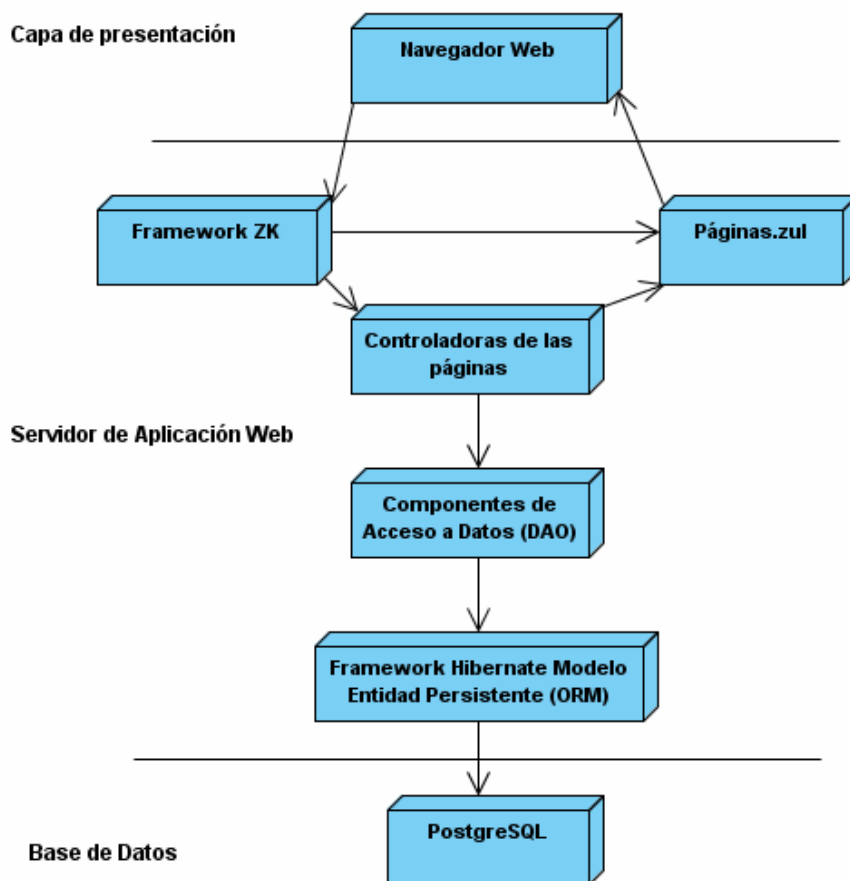 Capa de presentación
Navegador Web
Framework ZK
Páginas.zul
Controladoras de las
páginas
Servidor de Aplicación Web
Componentes de
Acceso a Datos (DAO)
Framework Hibernate Modelo
Entidad Persistente (ORM)
PostgreSQL
Base de Datos